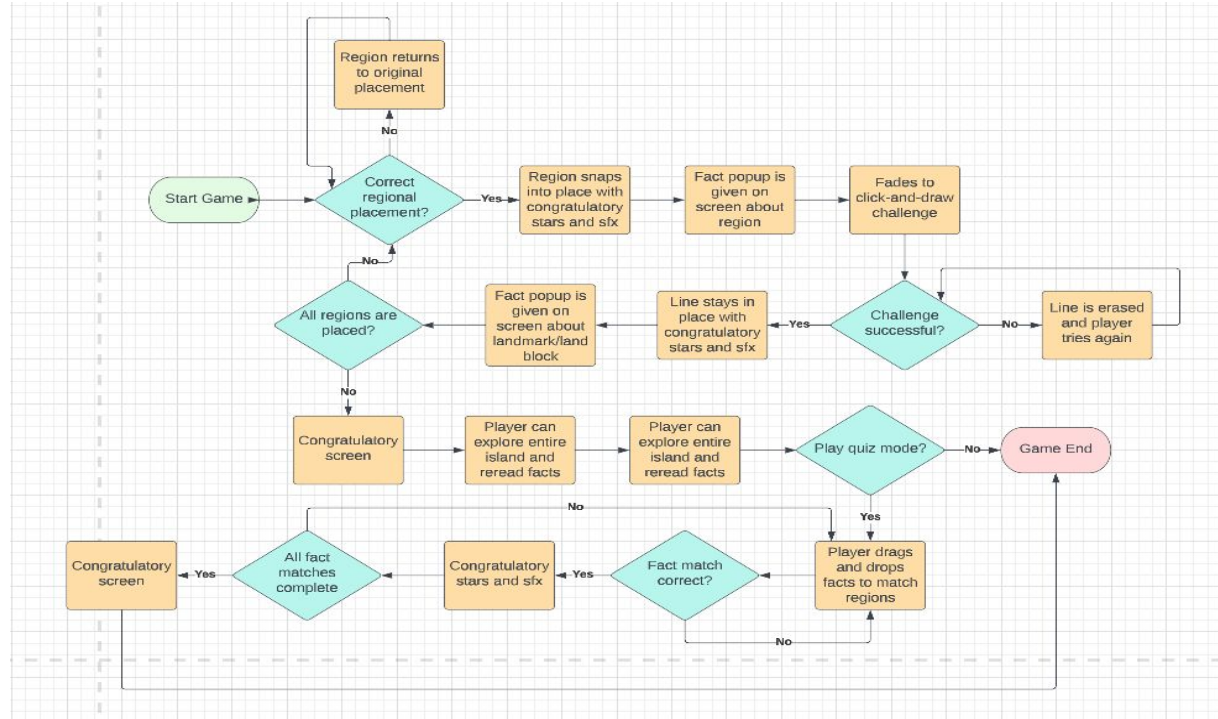 Region returns
to original
placement
No
Start Game
Correct
regional
placement?
Yes
Region snaps
into place with
congratulatory
stars and sfx
Fact popup is
given on
screen about
region
Fades to
click-and-draw
challenge
No
All regions are
placed?
Fact popup is
given on
screen about
landmark/land
block
Line stays in
place with
congratulatory
stars and sfx
Yes
Challenge
successful?
No
Line is erased
and player
tries again
No
Congratulatory
screen
Player can
explore entire
island and
reread facts
Player can
explore entire
island and
reread facts
Play quiz mode?
No
Game End
Yes
No
Congratulatory
screen
Yes
All fact
matches
complete
Congratulatory
stars and sfx
Yes
Fact match
correct?
Player drags
and drops
facts to match
regions
No